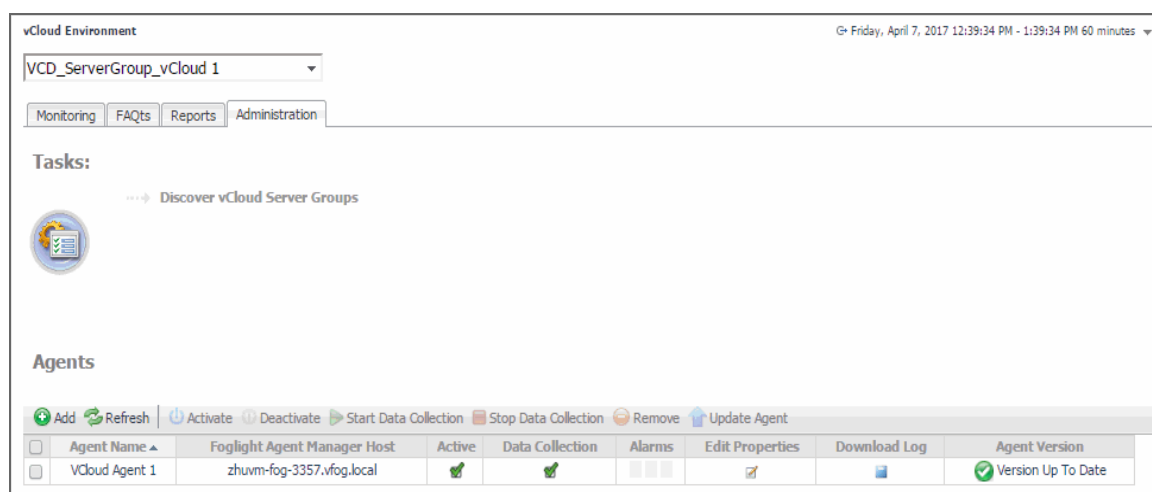 vCloud Environment
Friday, April 7, 2017 12:39:34 PM - 1:39:34 PM 60 minutes
VCD_ServerGroup_vCloud 1
Monitoring FAQts Reports Administration
Tasks:
Discover vCloud Server Groups
Agents
Add Refresh Activate Deactivate Start Data Collection Stop Data Collection Remove Update Agent
Agent Name Foglight Agent Manager Host Active Data Collection Alarms Edit Properties Download Log Agent Version
VCloud Agent 1 zhuvm-fog-3357.vfog.local Version Up To Date